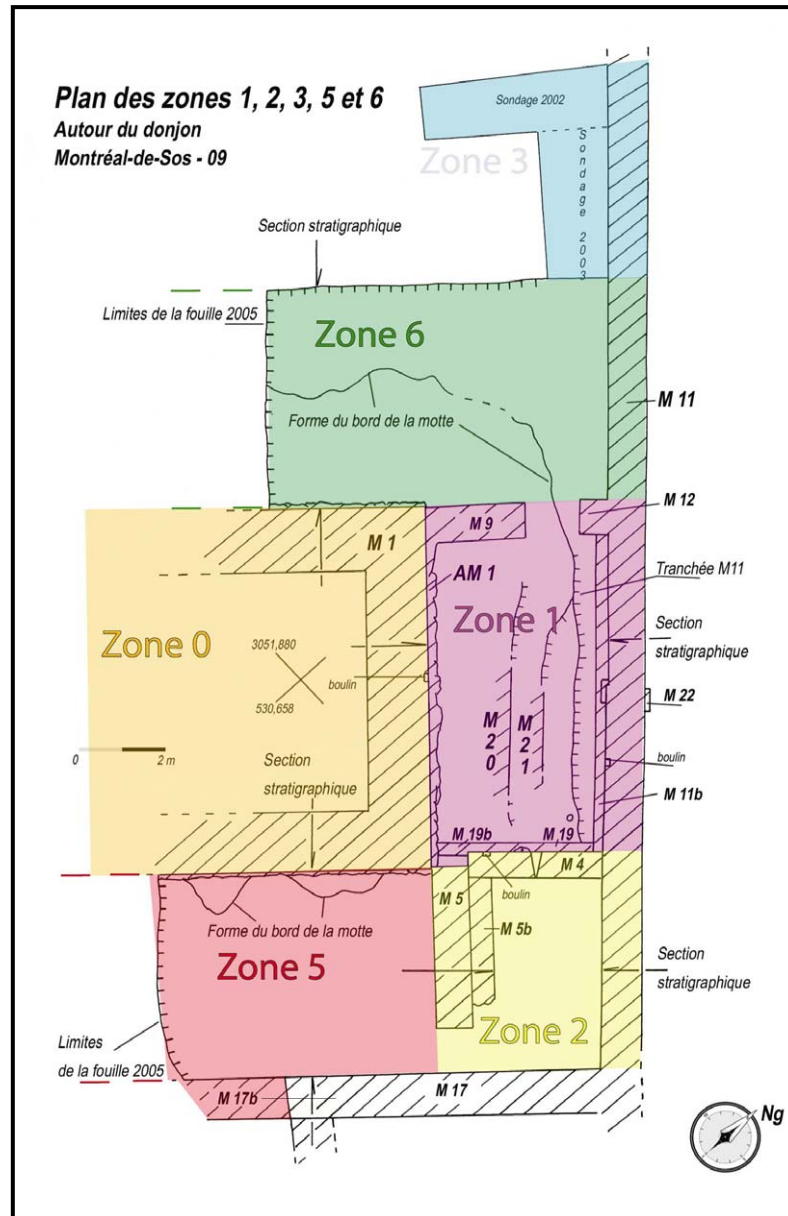 Plan des zones 1, 2, 3, 5 et 6
Autour du donjon
Montréal-de-Sos - 09
Sondage 2002
Zone 3
Sondage 2003
Section stratigraphique
Limites de la fouille 2005
Zone 6
Forme du bord de la motte
M 11
M 12
M 9
M 1
AM 1
Tranchée M11
Zone 1
Zone 0
3051,880
530,658
boulin
Section
stratigraphique
M 22
M20
M21
0 2 m
Section
stratigraphique
boulin
M 11b
M 19b
M 19
M 4
boulin
M 5
M 5b
Forme du bord de la motte
Zone 5
Section
stratigraphique
Zone 2
Limites
de la fouille 2005
M 17b
M 17
Ng